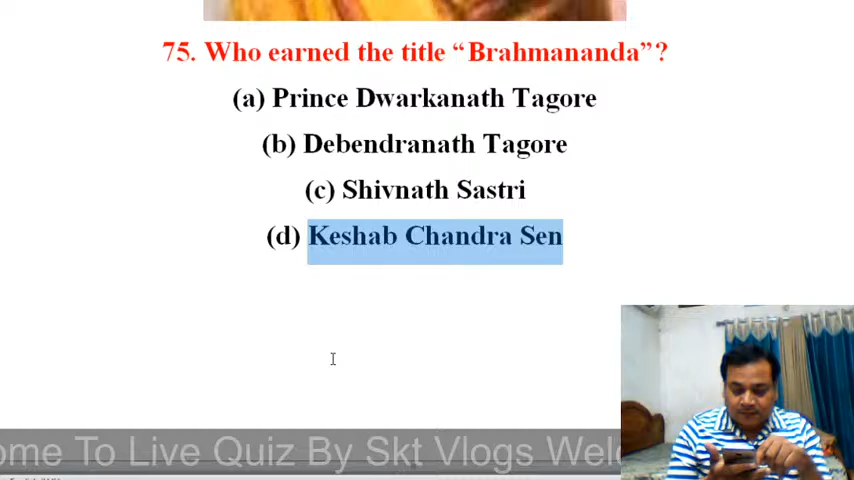 75. Who earned the title “Brahmananda”?
(a) Prince Dwarkanath Tagore
(b) Debendranath Tagore
(c) Shivnath Sastri
(d) Keshab Chandra Sen
ome To Live Quiz By Skt Vlogs Welc